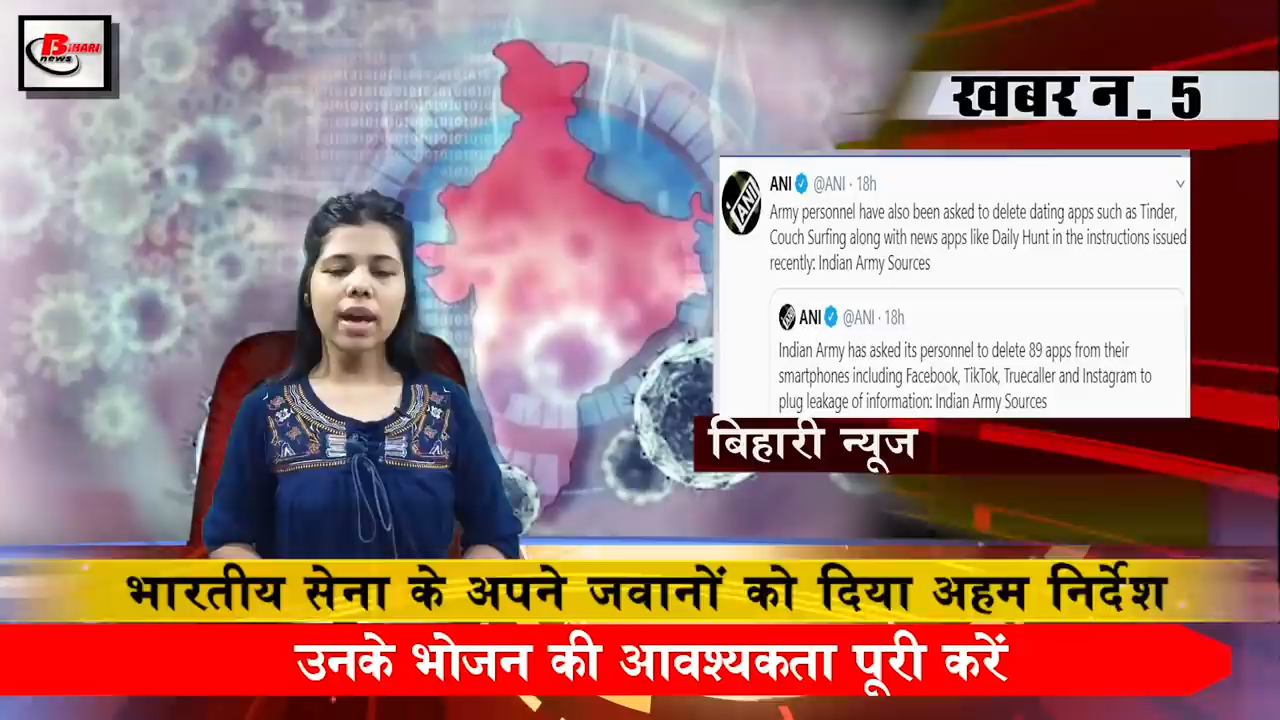 BIHARI
news
खबर न. 5
ANI @ANI · 18h
Army personnel have also been asked to delete dating apps such as Tinder,
Couch Surfing along with news apps like Daily Hunt in the instructions issued
recently: Indian Army Sources
ANI @ANI · 18h
Indian Army has asked its personnel to delete 89 apps from their
smartphones including Facebook, TikTok, Truecaller and Instagram to
plug leakage of information: Indian Army Sources
बिहारी न्यूज
भारतीय सेना के अपने जवानों को दिया अहम निर्देश
उनके भोजन की आवश्यकता पूरी करें